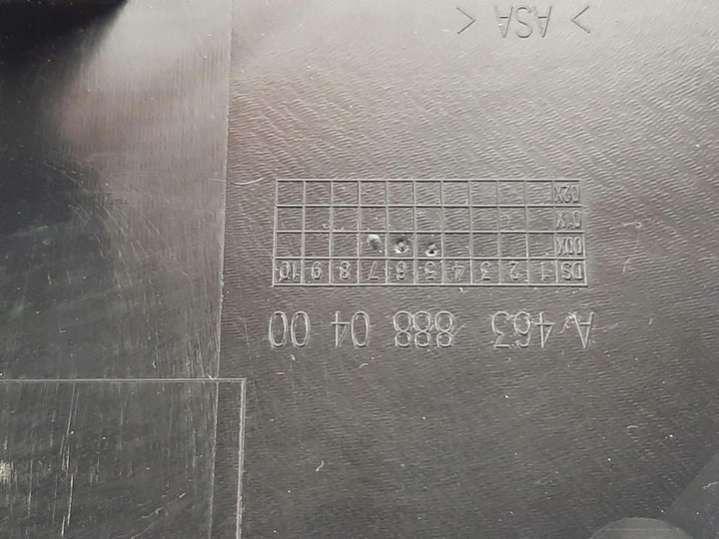 A 463 888 04 00
DS 1 2 3 4 5 6 7 8 9 10
00X
01X
02X
< ASA >